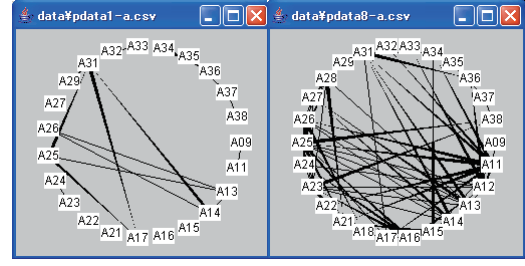 data¥pdata1-a.csv
A33
A34
A32
A35
A31
A36
A29
A37
A27
A38
A26
A09
A25
A11
A24
A13
A23
A14
A22
A15
A21
A17
A16
data¥pdata8-a.csv
A32
A33
A34
A31
A35
A29
A36
A28
A37
A27
A38
A26
A09
A25
A11
A24
A12
A23
A13
A22
A14
A21
A15
A18
A17
A16